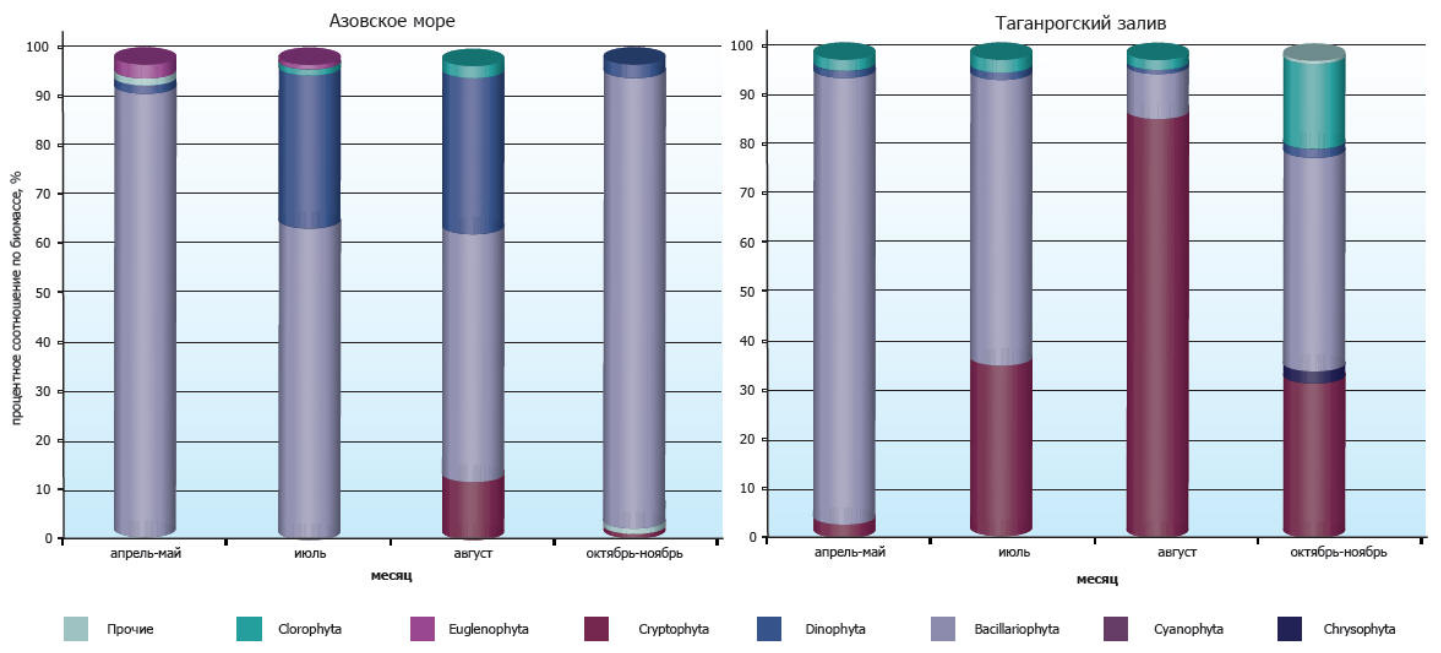 Азовское море
Таганрогский залив
процентное соотношение по биомассе, %
100
90
80
70
60
50
40
30
20
10
0
апрель-май июль август октябрь-ноябрь
месяц
100
90
80
70
60
50
40
30
20
10
0
апрель-май июль август октябрь-ноябрь
месяц
Прочие Clorophyta Euglenophyta Cryptophyta Dinophyta Bacillariophyta Cyanophyta Chrysophyta